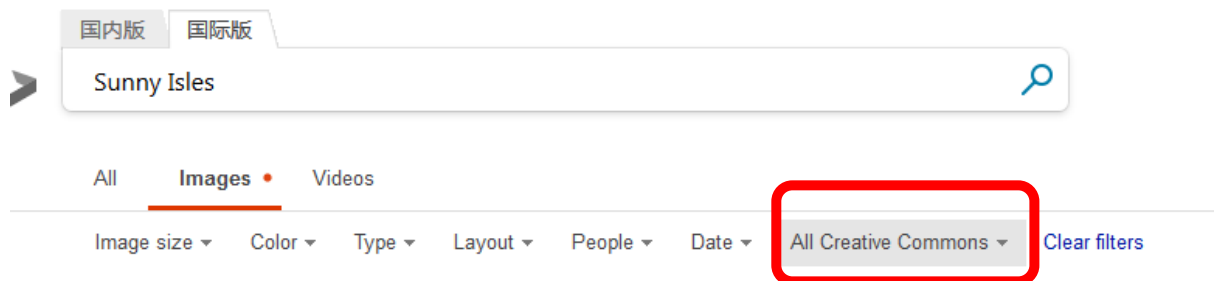 国内版 国际版
Sunny Isles
All Images Videos
Image size Color Type Layout People Date All Creative Commons Clear filters